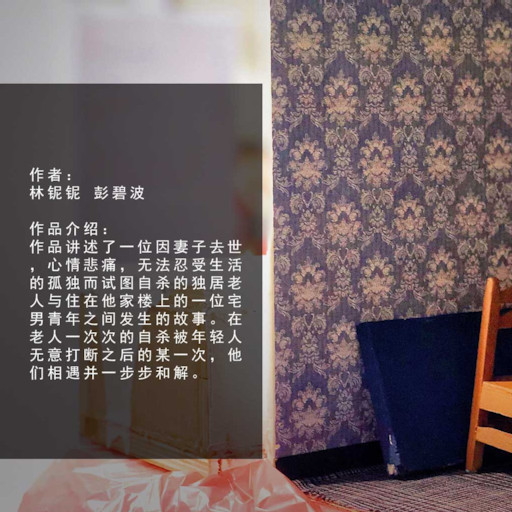 作者：
林铌铌 彭碧波
作品介绍：
作品讲述了一位因妻子去世
，心情悲痛，无法忍受生活
的孤独而试图自杀的独居老
人与住在他家楼上的一位宅
男青年之间发生的故事。在
老人一次次的自杀被年轻人
无意打断之后的某一次，他
们相遇并一步步和解。